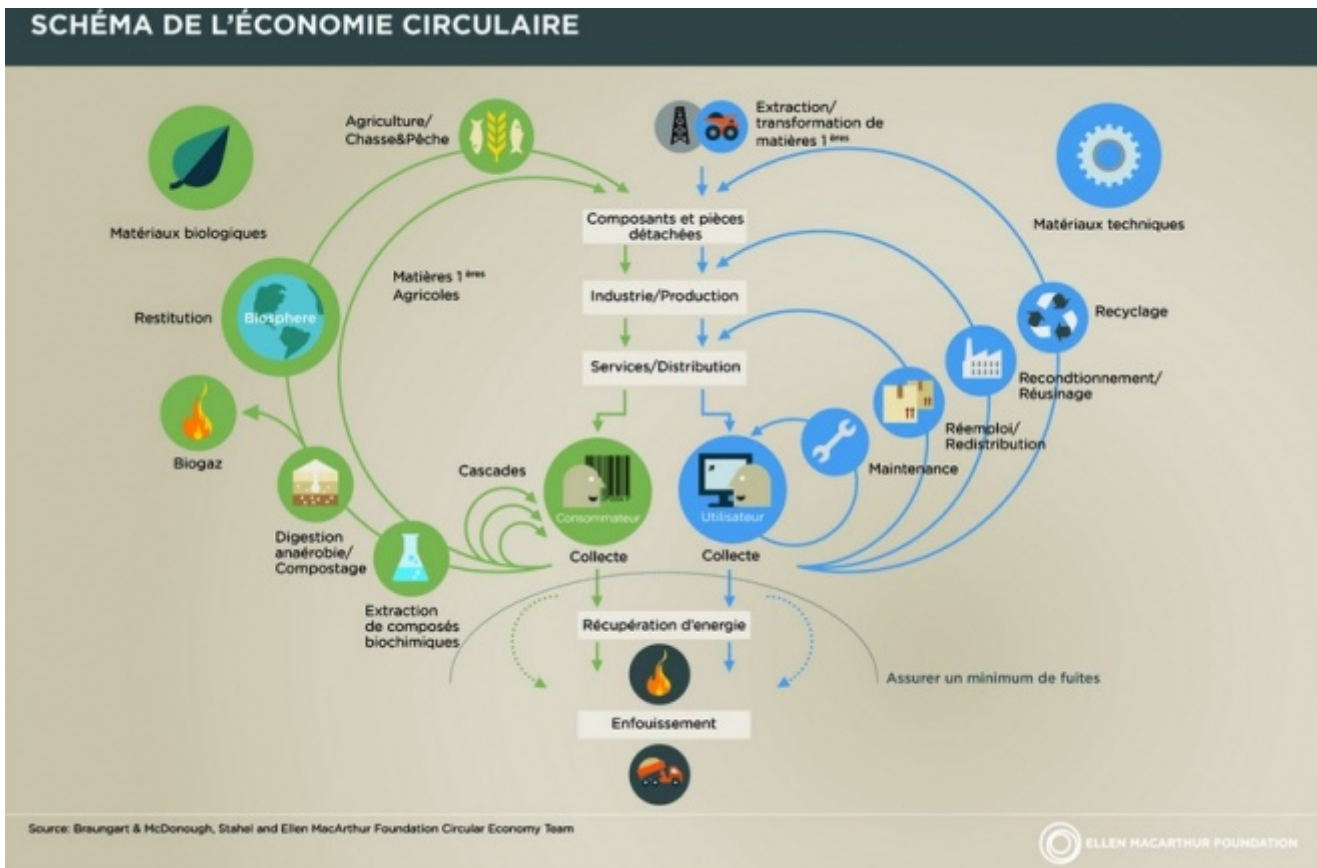 SCHÉMA DE L'ÉCONOMIE CIRCULAIRE
Agriculture/
Chasse&Pêche
Extraction/
transformation de
matières 1ères
Matériaux biologiques
Matériaux techniques
Composants et pièces
détachées
Matières 1ères
Agricoles
Industrie/Production
Restitution
Biosphere
Recyclage
Services/Distribution
Recondtionnement/
Réusinage
Réemploi/
Redistribution
Biogaz
Cascades
Maintenance
Consommateur
Utilisateur
Digestion
anaérobie/
Compostage
Collecte
Collecte
Extraction
de composés
biochimiques
Récupération d'energie
Assurer un minimum de fuites
Enfouissement
Source: Braungart & McDonough, Stahel and Ellen MacArthur Foundation Circular Economy Team
ELLEN MACARTHUR FOUNDATION